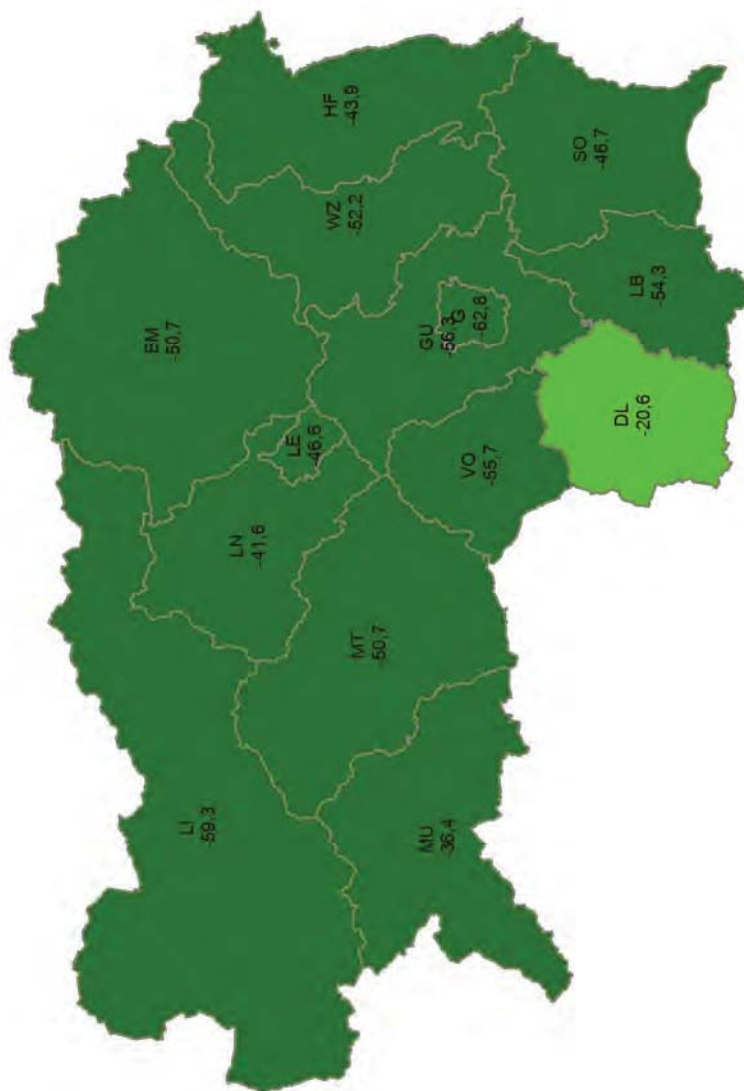 EM
-50,7
LI
-59,3
LN
-41,6
LE
-46,6
HF
-43,9
WZ
-52,2
MT
-50,7
MU
-36,4
GU
-56,3
G
-62,8
VO
-55,7
SO
-46,7
DL
-20,6
LB
-54,3